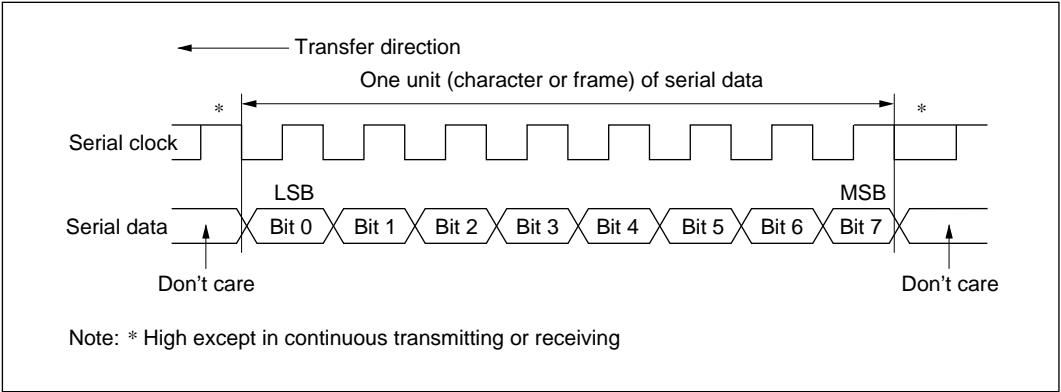 Transfer direction
One unit (character or frame) of serial data
* *
Serial clock
LSB MSB
Serial data Bit 0 Bit 1 Bit 2 Bit 3 Bit 4 Bit 5 Bit 6 Bit 7
Don't care Don't care
Note: * High except in continuous transmitting or receiving